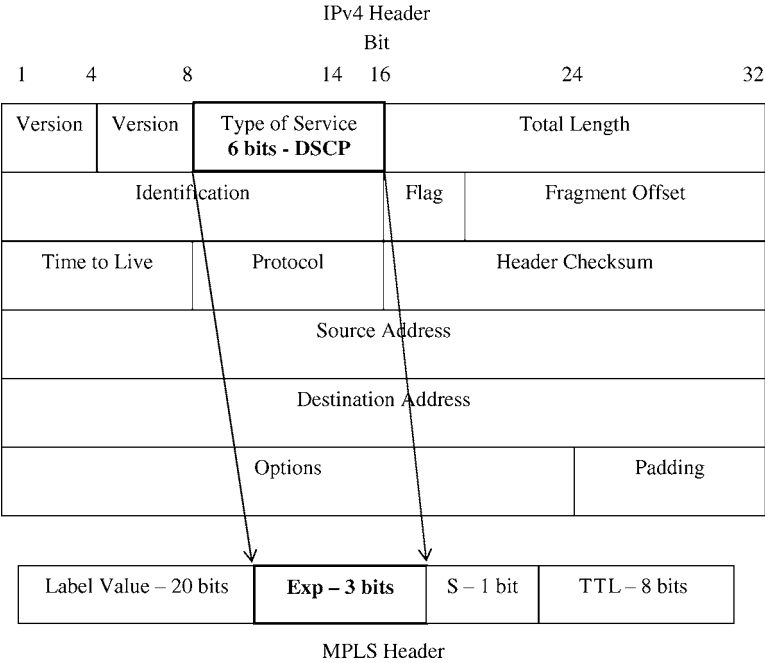 IPv4 Header
Bit
1 4 8 14 16 24 32
Version Version Type of Service Total Length
6 bits - DSCP
Identification Flag Fragment Offset
Time to Live Protocol Header Checksum
Source Address
Destination Address
Options Padding
Label Value – 20 bits Exp – 3 bits S – 1 bit TTL – 8 bits
MPLS Header